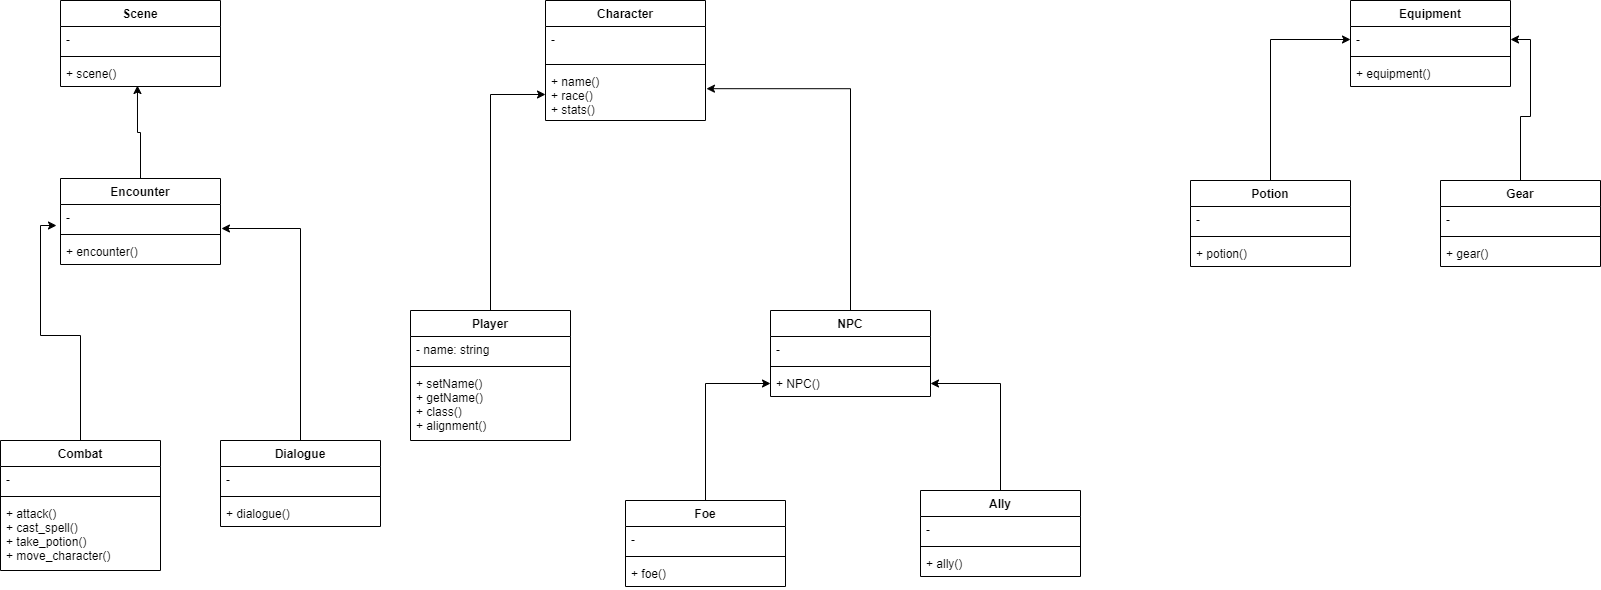 Scene
-
+ scene()
Encounter
-
+ encounter()
Combat
-
+ attack()
+ cast_spell()
+ take_potion()
+ move_character()
Dialogue
-
+ dialogue()
Character
-
+ name()
+ race()
+ stats()
Player
- name: string
+ setName()
+ getName()
+ class()
+ alignment()
NPC
-
+ NPC()
Foe
-
+ foe()
Ally
-
+ ally()
Equipment
-
+ equipment()
Potion
-
+ potion()
Gear
-
+ gear()